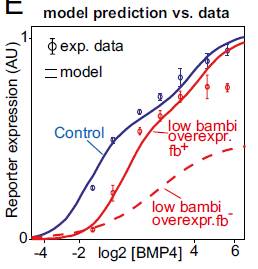 E
model prediction vs. data
1
exp. data
model
Control
low bambi
overexpr.
fb+
low bambi
overexpr.fb-
0
-4 -2 0 2 4 6
log2 [BMP4]
Reporter expression (AU)